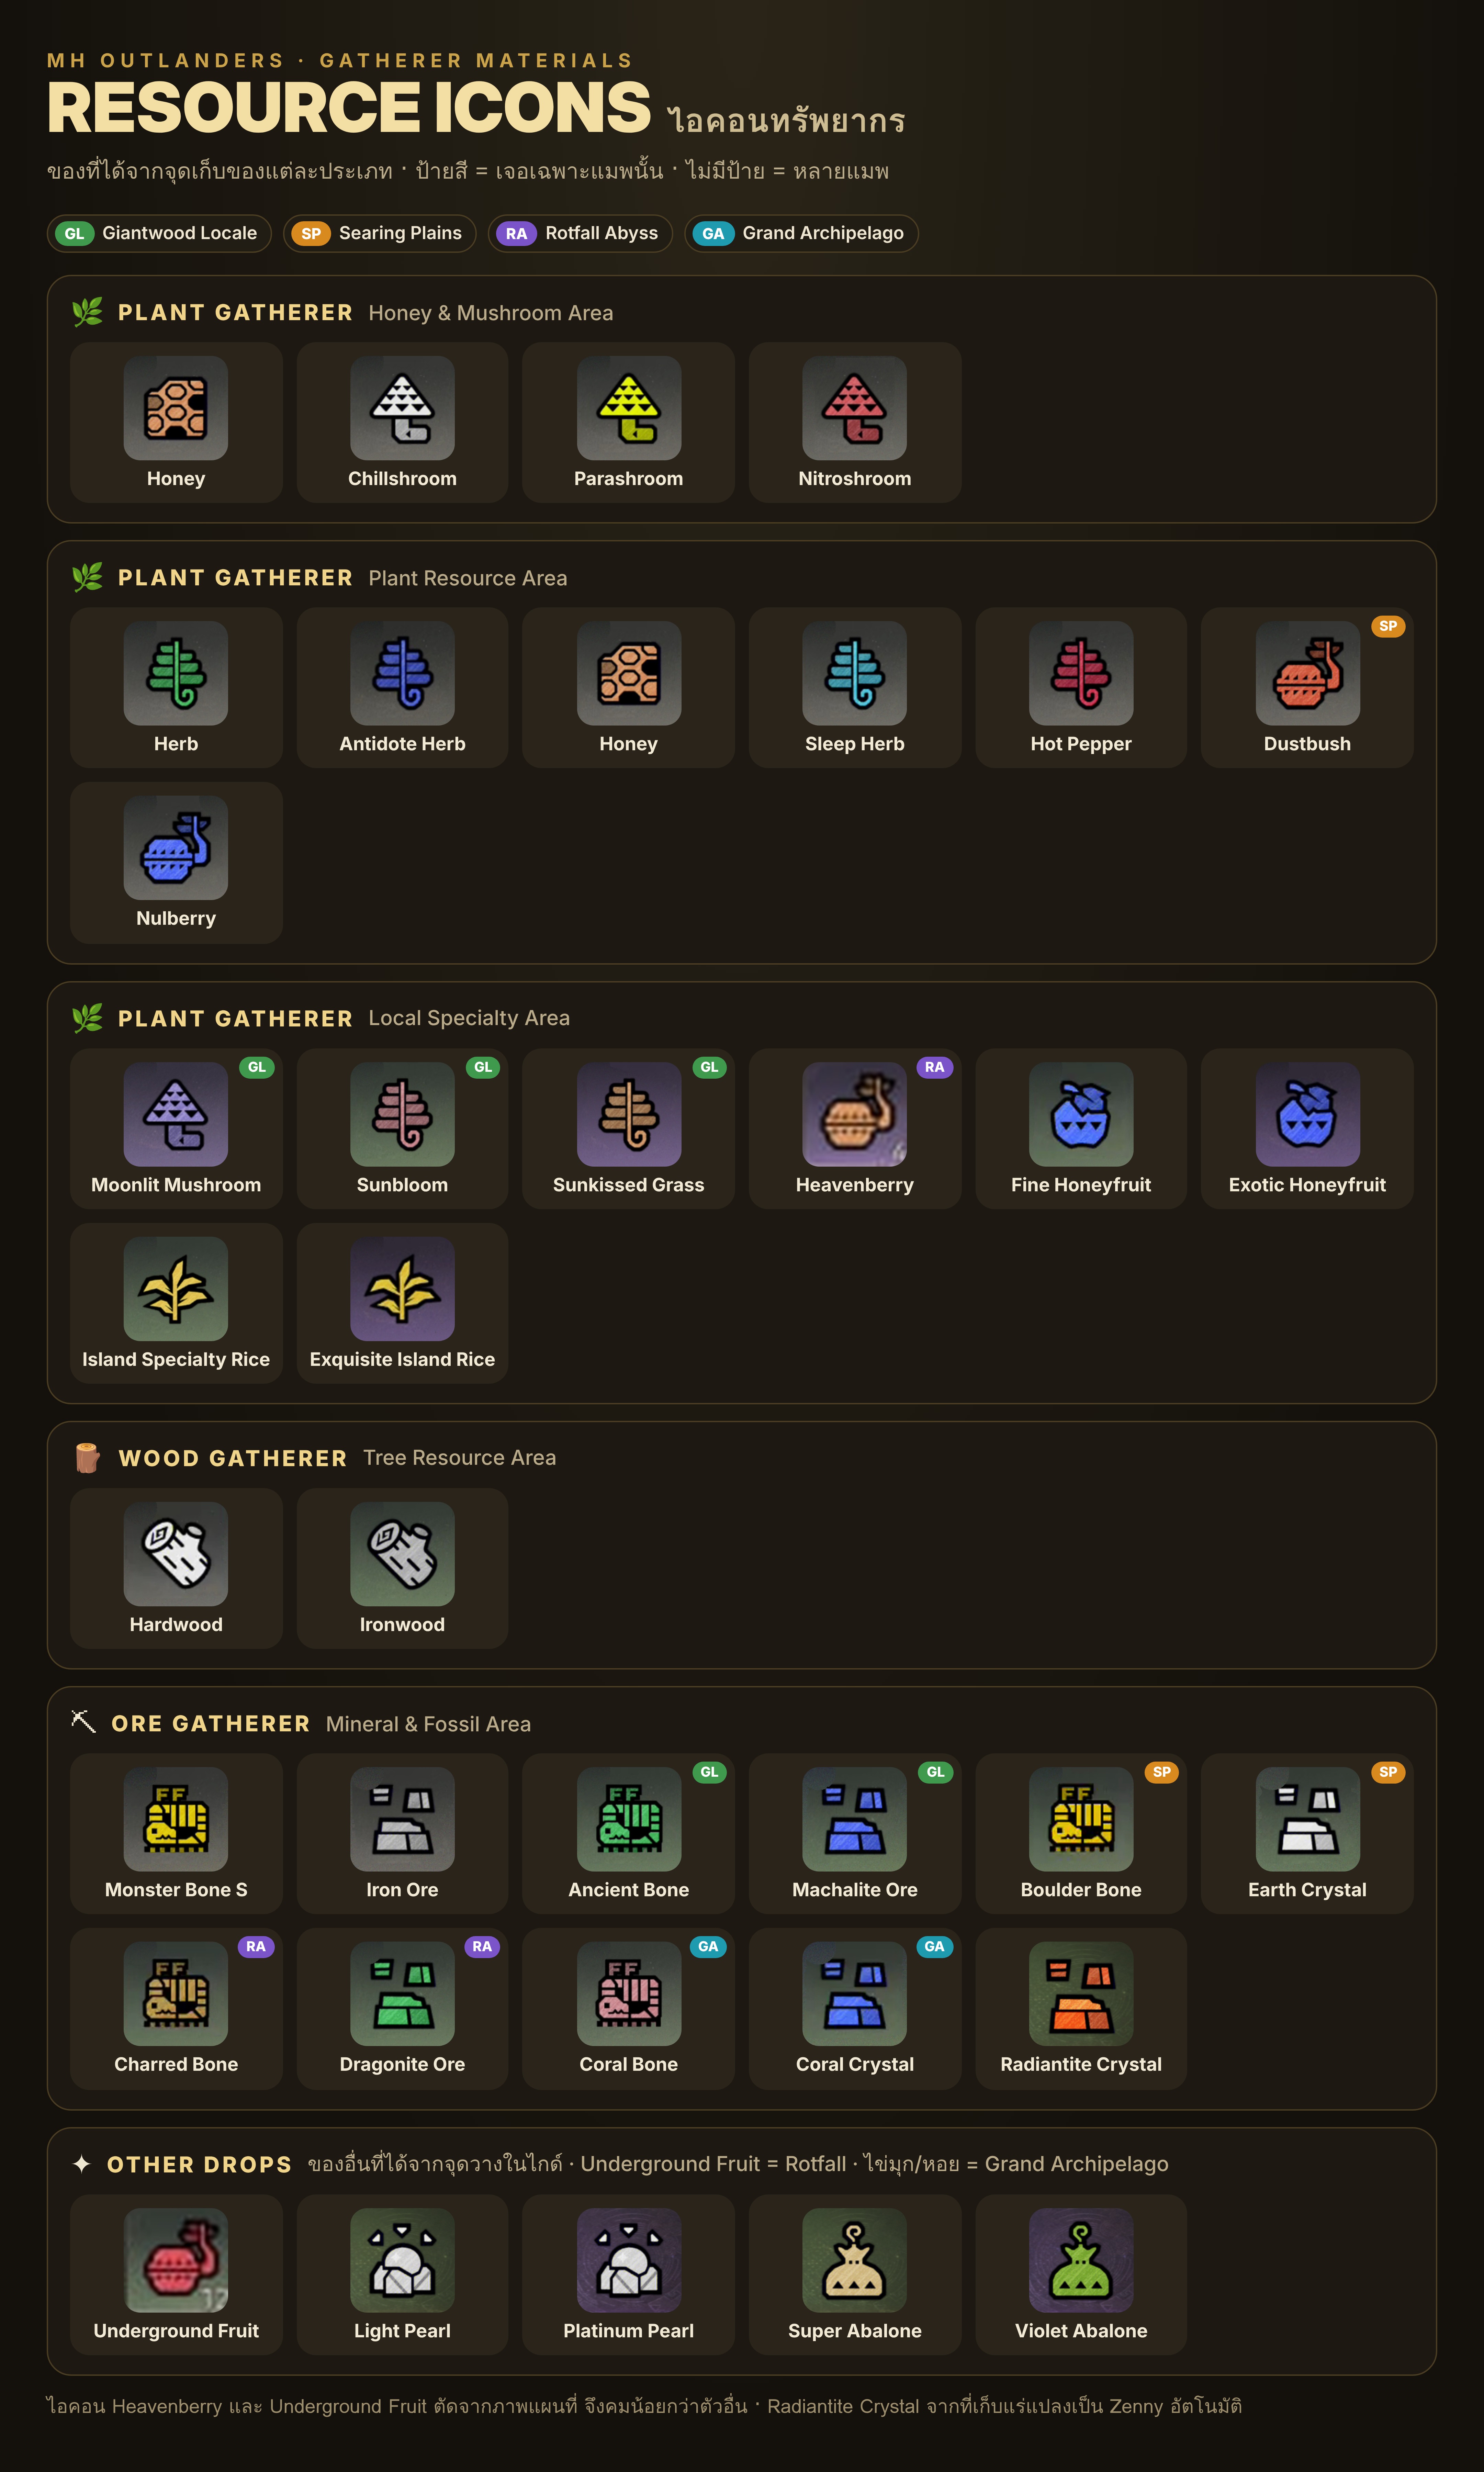 MH OUTLANDERS · GATHERER MATERIALS
RESOURCE ICONS ไอคอนทรัพยากร
ของที่ได้จากจุดเก็บของแต่ละประเภท · ป้ายสี = เจอเฉพาะแมพนั้น · ไม่มีป้าย = หลายแมพ
GL Giantwood Locale SP Searing Plains RA Rotfall Abyss GA Grand Archipelago
PLANT GATHERER Honey & Mushroom Area
Honey Chillshroom Parashroom Nitroshroom
PLANT GATHERER Plant Resource Area
SP
Herb Antidote Herb Honey Sleep Herb Hot Pepper Dustbush
Nulberry
PLANT GATHERER Local Specialty Area
GL GL GL RA
Moonlit Mushroom Sunbloom Sunkissed Grass Heavenberry Fine Honeyfruit Exotic Honeyfruit
Island Specialty Rice Exquisite Island Rice
WOOD GATHERER Tree Resource Area
Hardwood Ironwood
ORE GATHERER Mineral & Fossil Area
GL GL SP SP
Monster Bone S Iron Ore Ancient Bone Machalite Ore Boulder Bone Earth Crystal
RA RA GA GA
Charred Bone Dragonite Ore Coral Bone Coral Crystal Radiantite Crystal
OTHER DROPS ของอื่นที่ได้จากจุดวางในไกด์ · Underground Fruit = Rotfall · ไข่มุก/หอย = Grand Archipelago
Underground Fruit Light Pearl Platinum Pearl Super Abalone Violet Abalone
ไอคอน Heavenberry และ Underground Fruit ตัดจากภาพแผนที่ จึงคมน้อยกว่าตัวอื่น · Radiantite Crystal จากที่เก็บแร่แปลงเป็น Zenny อัตโนมัติ